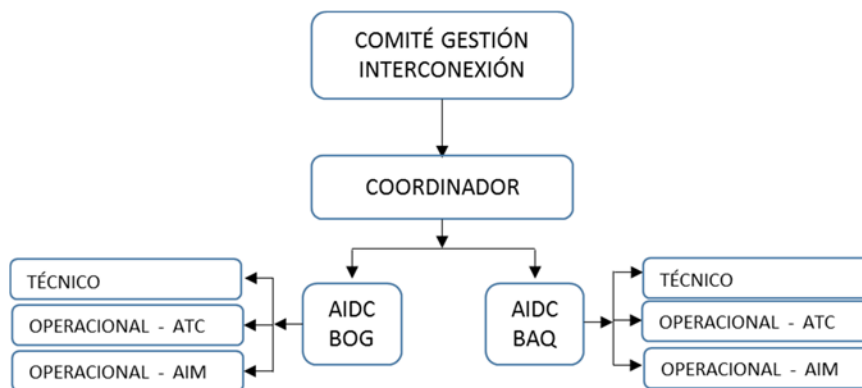 COMITÉ GESTIÓN
INTERCONEXIÓN
COORDINADOR
TÉCNICO
OPERACIONAL - ATC
OPERACIONAL - AIM
AIDC
BOG
AIDC
BAQ
TÉCNICO
OPERACIONAL - ATC
OPERACIONAL - AIM